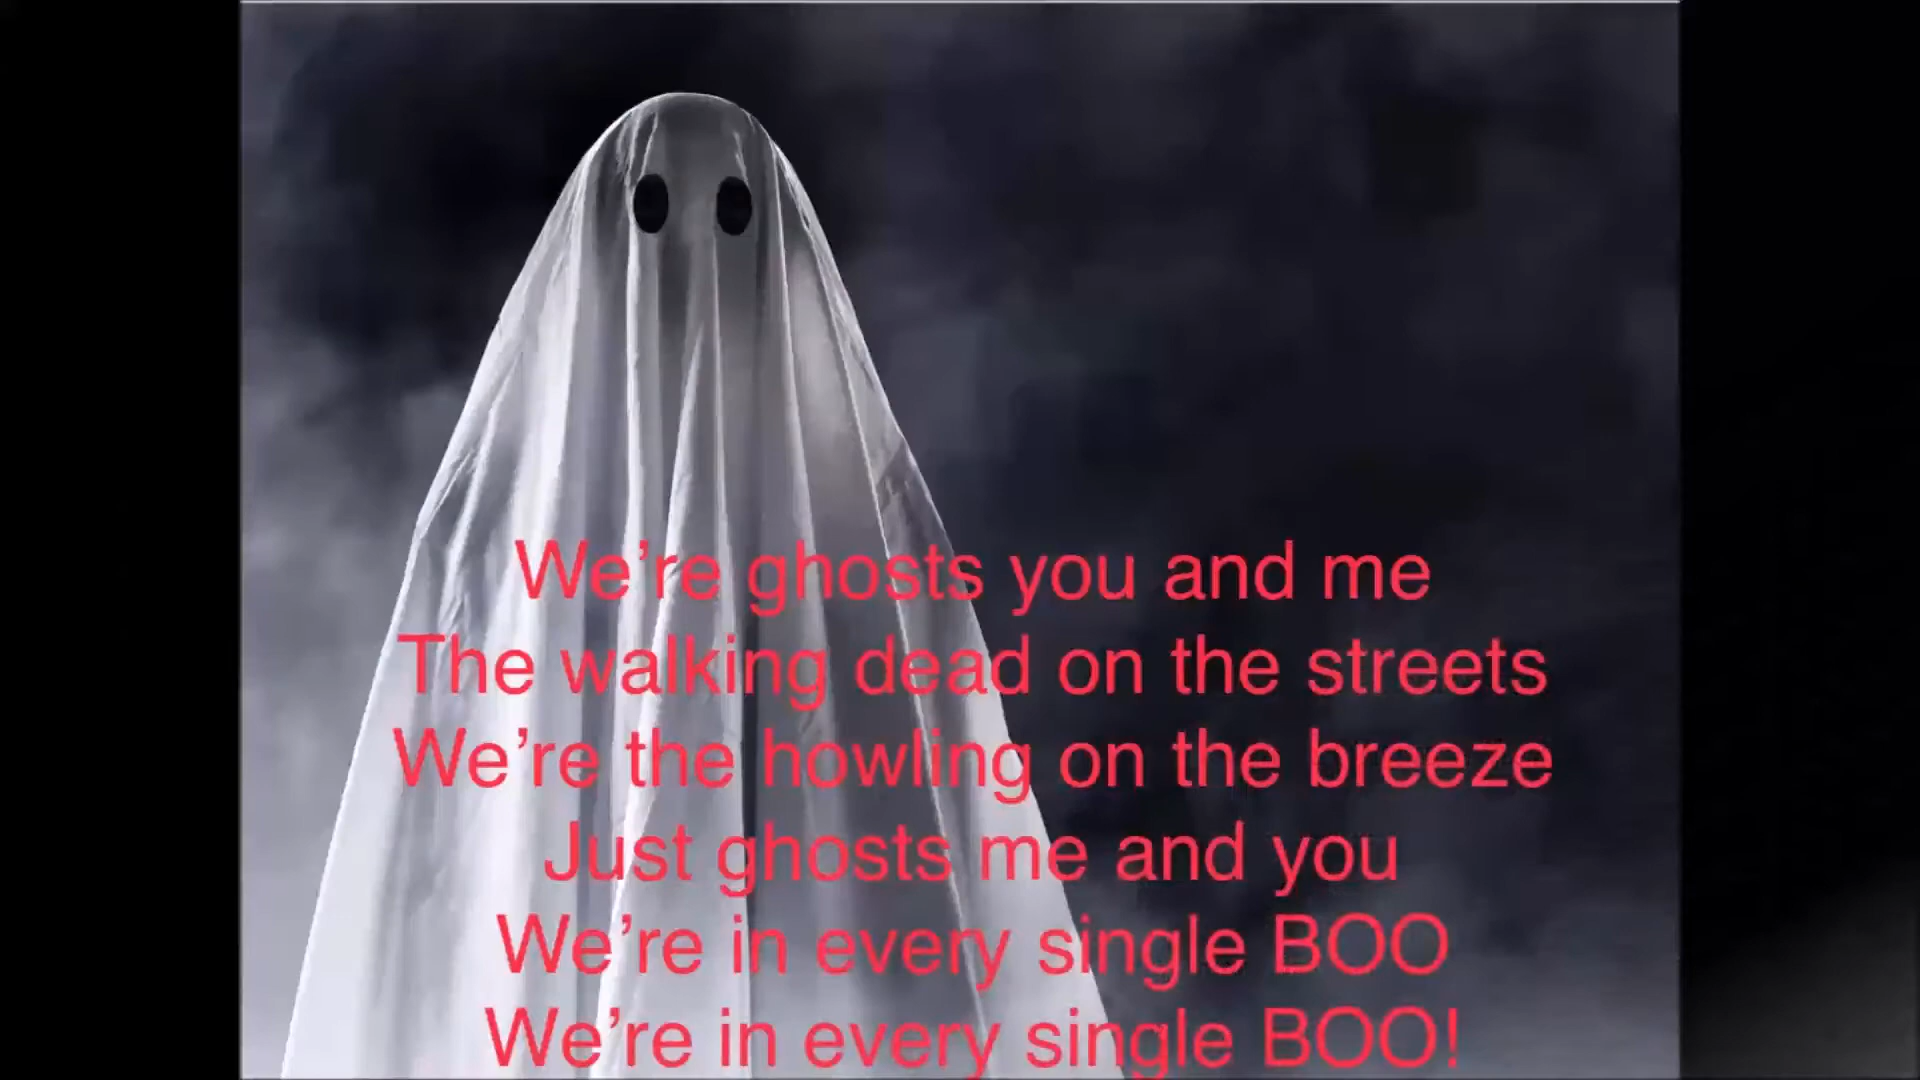 We’re ghosts you and me
The walking dead on the streets
We’re the howling on the breeze
Just ghosts me and you
We’re in every single BOO
We’re in every single BOO!